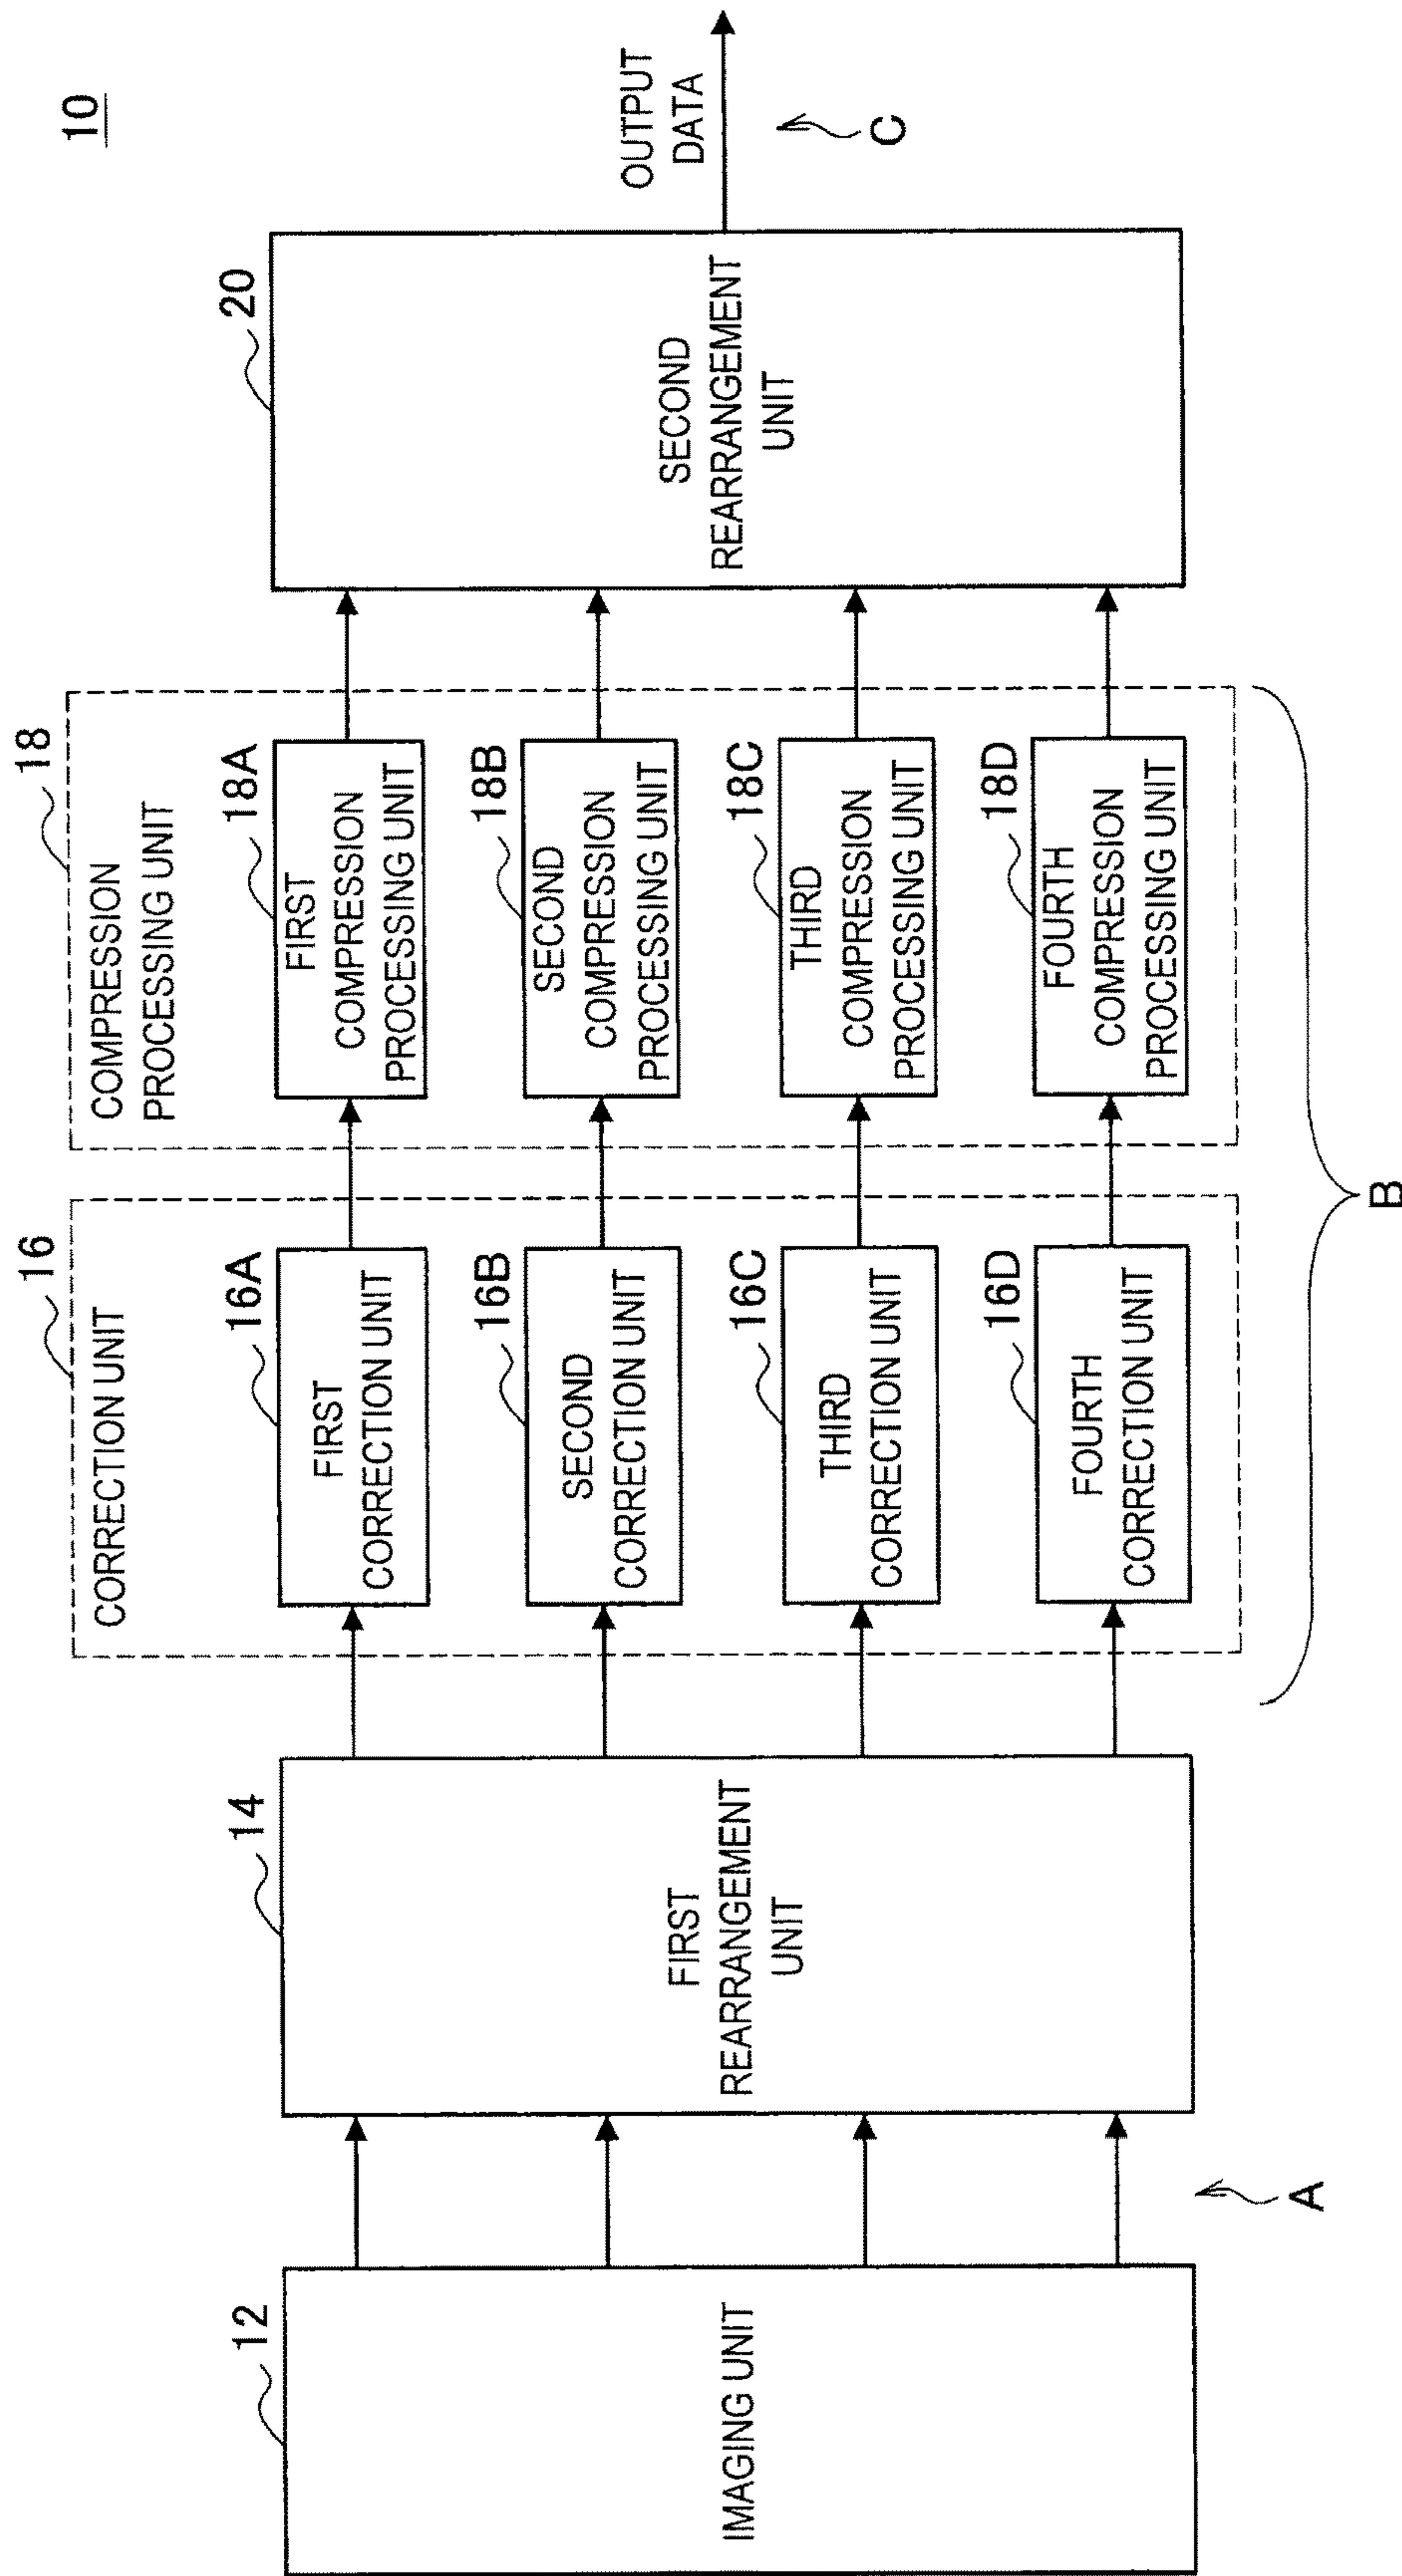 10
12
IMAGING UNIT
A
14
FIRST
REARRANGEMENT
UNIT
16
CORRECTION UNIT
16A
FIRST
CORRECTION UNIT
16B
SECOND
CORRECTION UNIT
16C
THIRD
CORRECTION UNIT
16D
FOURTH
CORRECTION UNIT
18
COMPRESSION
PROCESSING UNIT
18A
FIRST
COMPRESSION
PROCESSING UNIT
18B
SECOND
COMPRESSION
PROCESSING UNIT
18C
THIRD
COMPRESSION
PROCESSING UNIT
18D
FOURTH
COMPRESSION
PROCESSING UNIT
B
20
SECOND
REARRANGEMENT
UNIT
OUTPUT
DATA
C